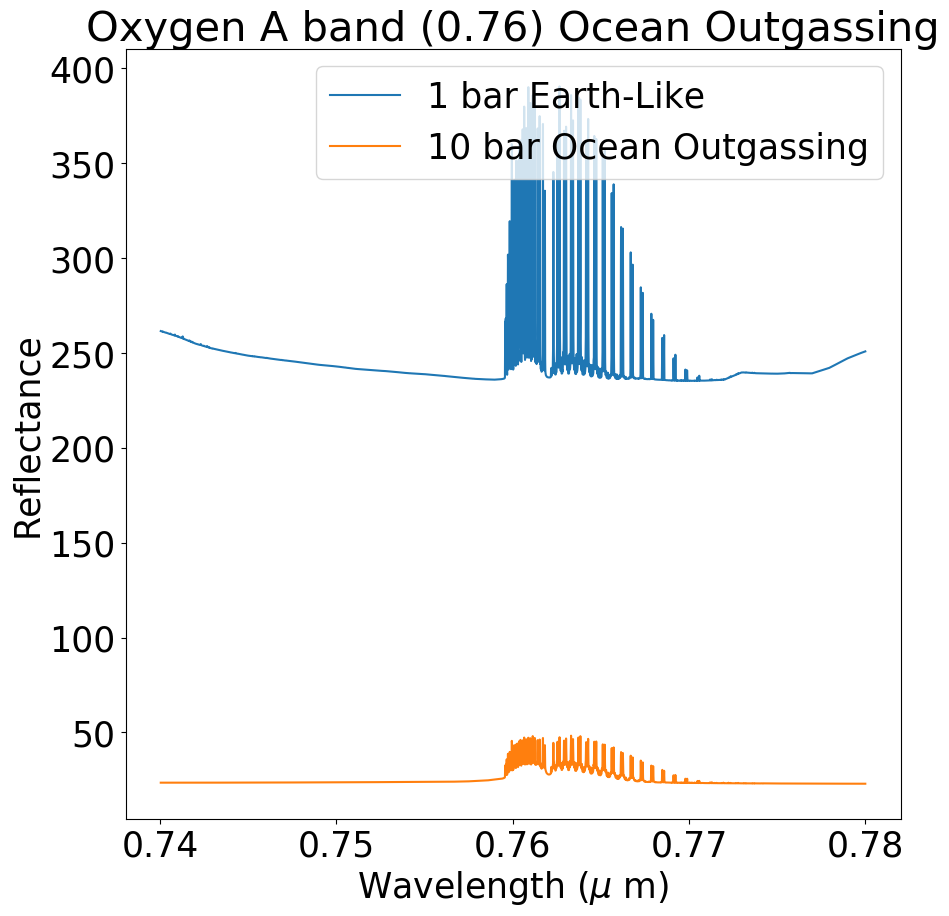 Oxygen A band (0.76) Ocean Outgassing
1 bar Earth-Like
10 bar Ocean Outgassing
400
350
300
250
200
150
100
50
Reflectance
0.74 0.75 0.76 0.77 0.78
Wavelength (μ m)